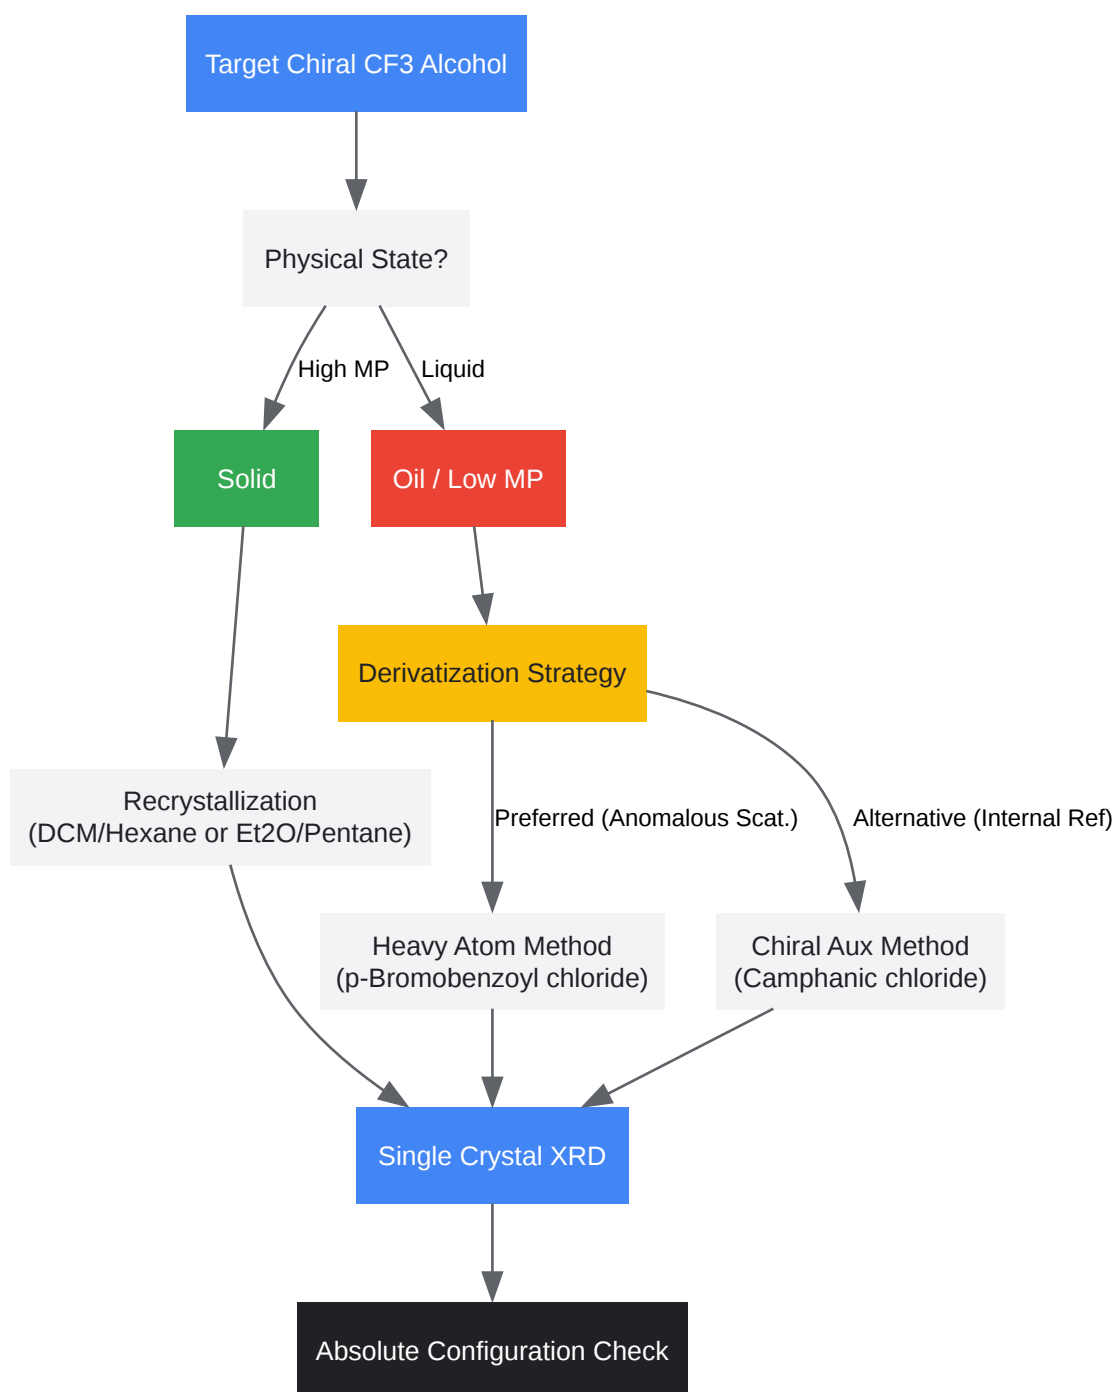 Target Chiral CF3 Alcohol
Physical State?
High MP
Liquid
Solid
Oil / Low MP
Derivatization Strategy
Recrystallization
(DCM/Hexane or Et2O/Pentane)
Preferred (Anomalous Scat.)
Alternative (Internal Ref)
Heavy Atom Method
(p-Bromobenzoyl chloride)
Chiral Aux Method
(Camphanic chloride)
Single Crystal XRD
Absolute Configuration Check